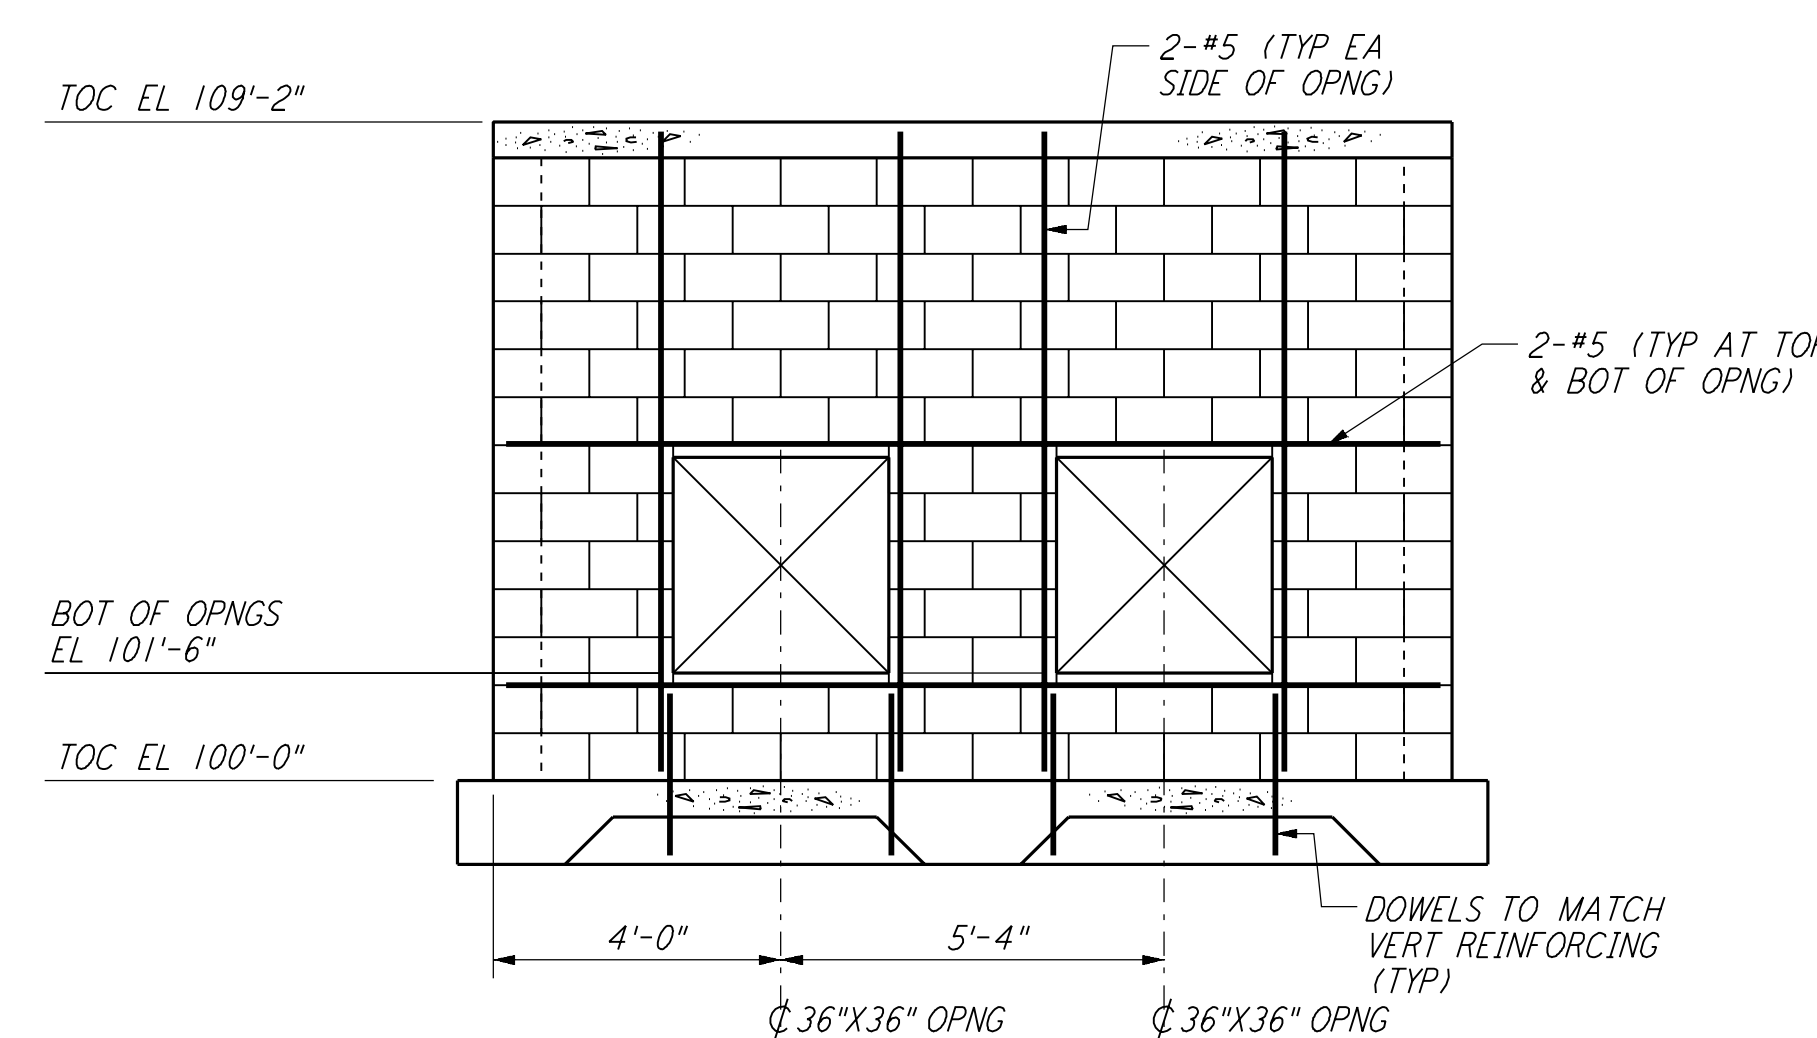 2-#5 (TYP EA
SIDE OF OPNG)
TOC EL 109'-2"
2-#5 (TYP AT TOP
& BOT OF OPNG)
BOT OF OPNGS
EL 101'-6"
TOC EL 100'-0"
DOWELS TO MATCH
VERT REINFORCING
(TYP)
4'-0"
5'-4"
℄ 36"X36" OPNG
℄ 36"X36" OPNG